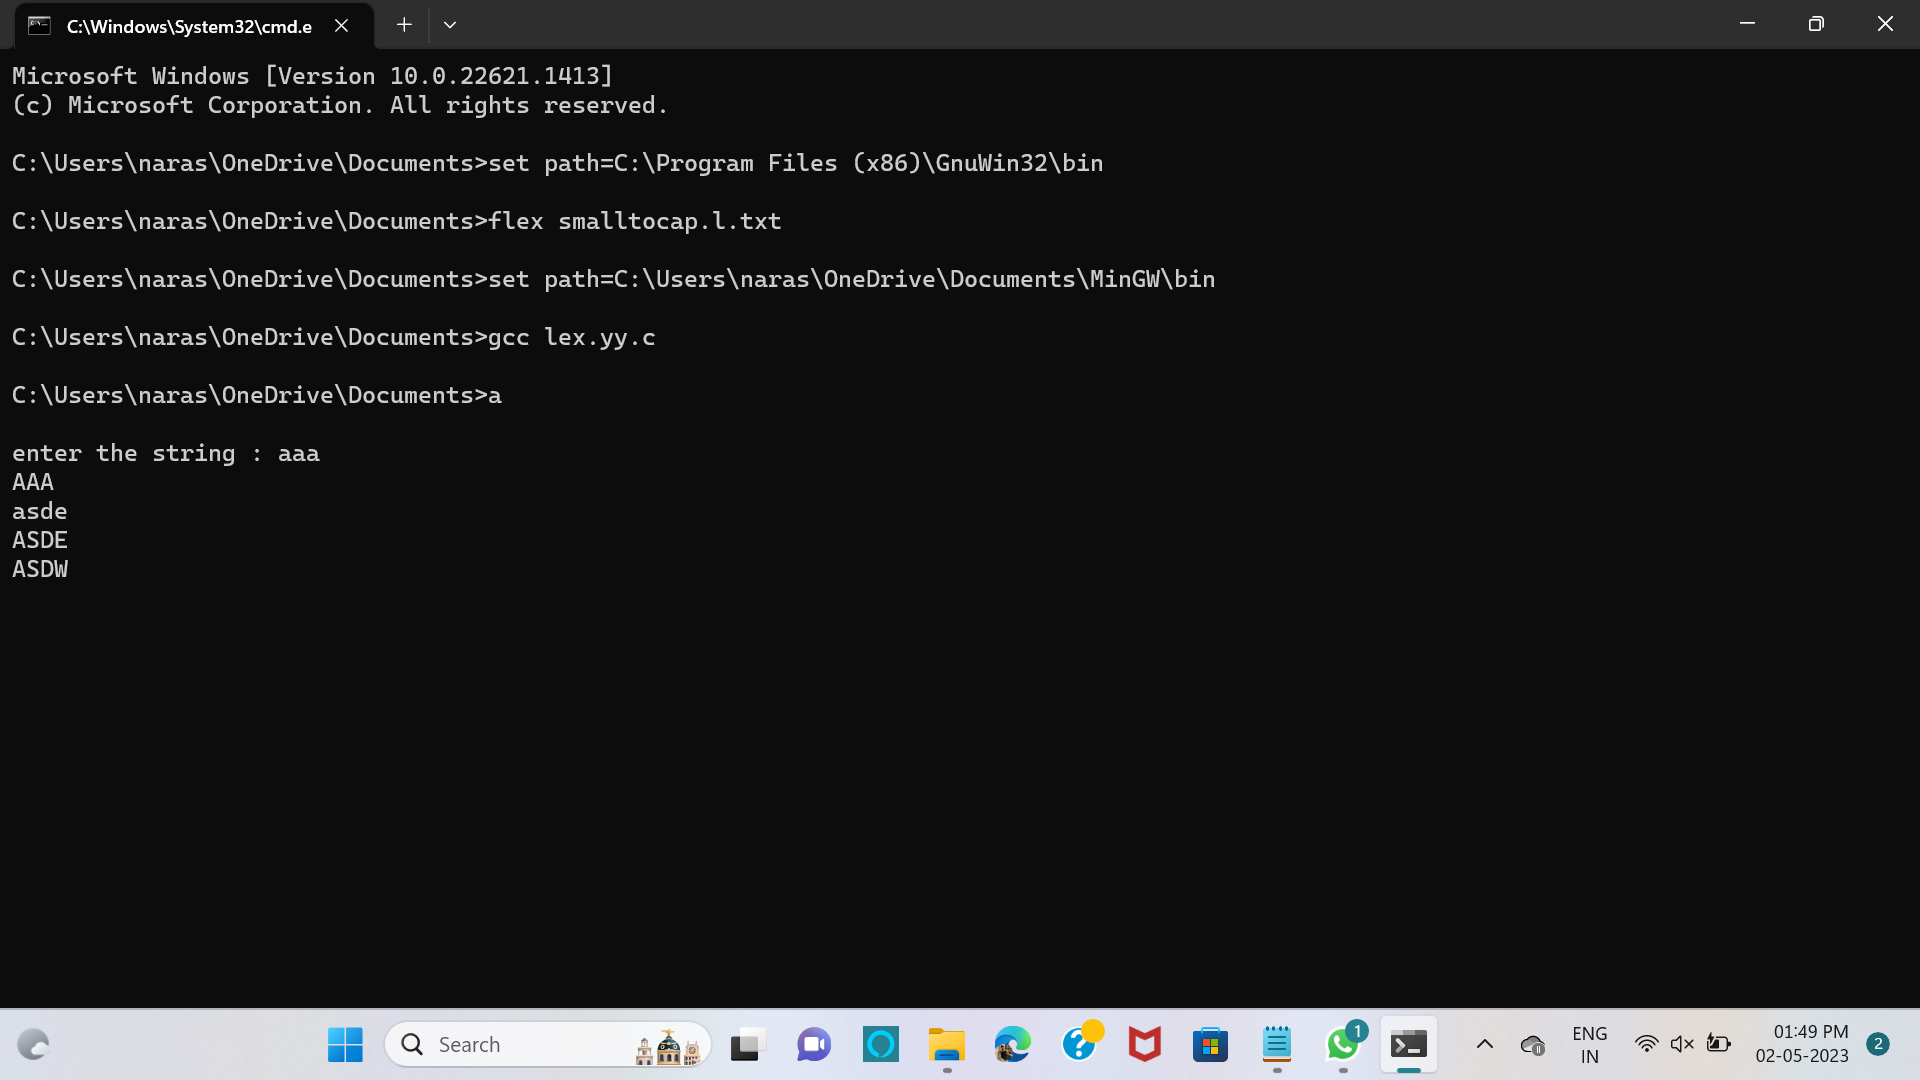 C:\Windows\System32\cmd.e
Microsoft Windows [Version 10.0.22621.1413]
(c) Microsoft Corporation. All rights reserved.
C:\Users\naras\OneDrive\Documents>set path=C:\Program Files (x86)\GnuWin32\bin
C:\Users\naras\OneDrive\Documents>flex smalltocap.l.txt
C:\Users\naras\OneDrive\Documents>set path=C:\Users\naras\OneDrive\Documents\MinGW\bin
C:\Users\naras\OneDrive\Documents>gcc lex.yy.c
C:\Users\naras\OneDrive\Documents>a
enter the string : aaa
AAA
asde
ASDE
ASDW
Search
1
ENG
IN
01:49 PM
02-05-2023
2